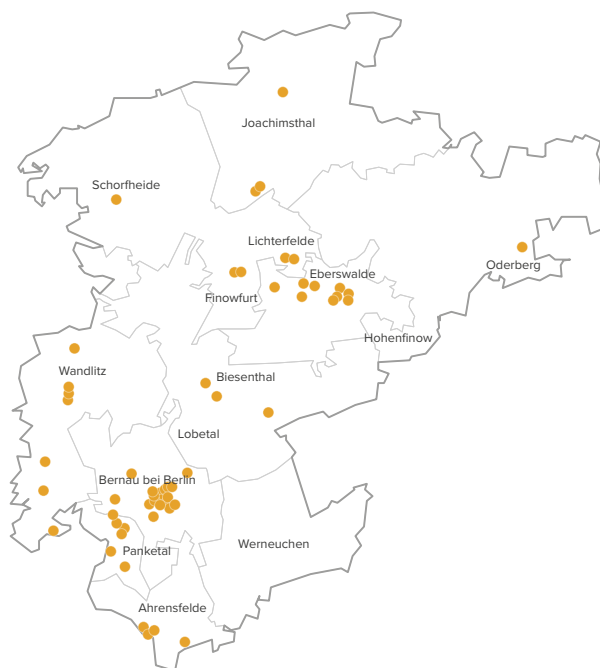 Joachimsthal
Schorfheide
Lichterfelde
Oderberg
Eberswalde
Finowfurt
Hohenfinow
Wandlitz
Biesenthal
Lobetal
Bernau bei Berlin
Werneuchen
Panketal
Ahrensfelde